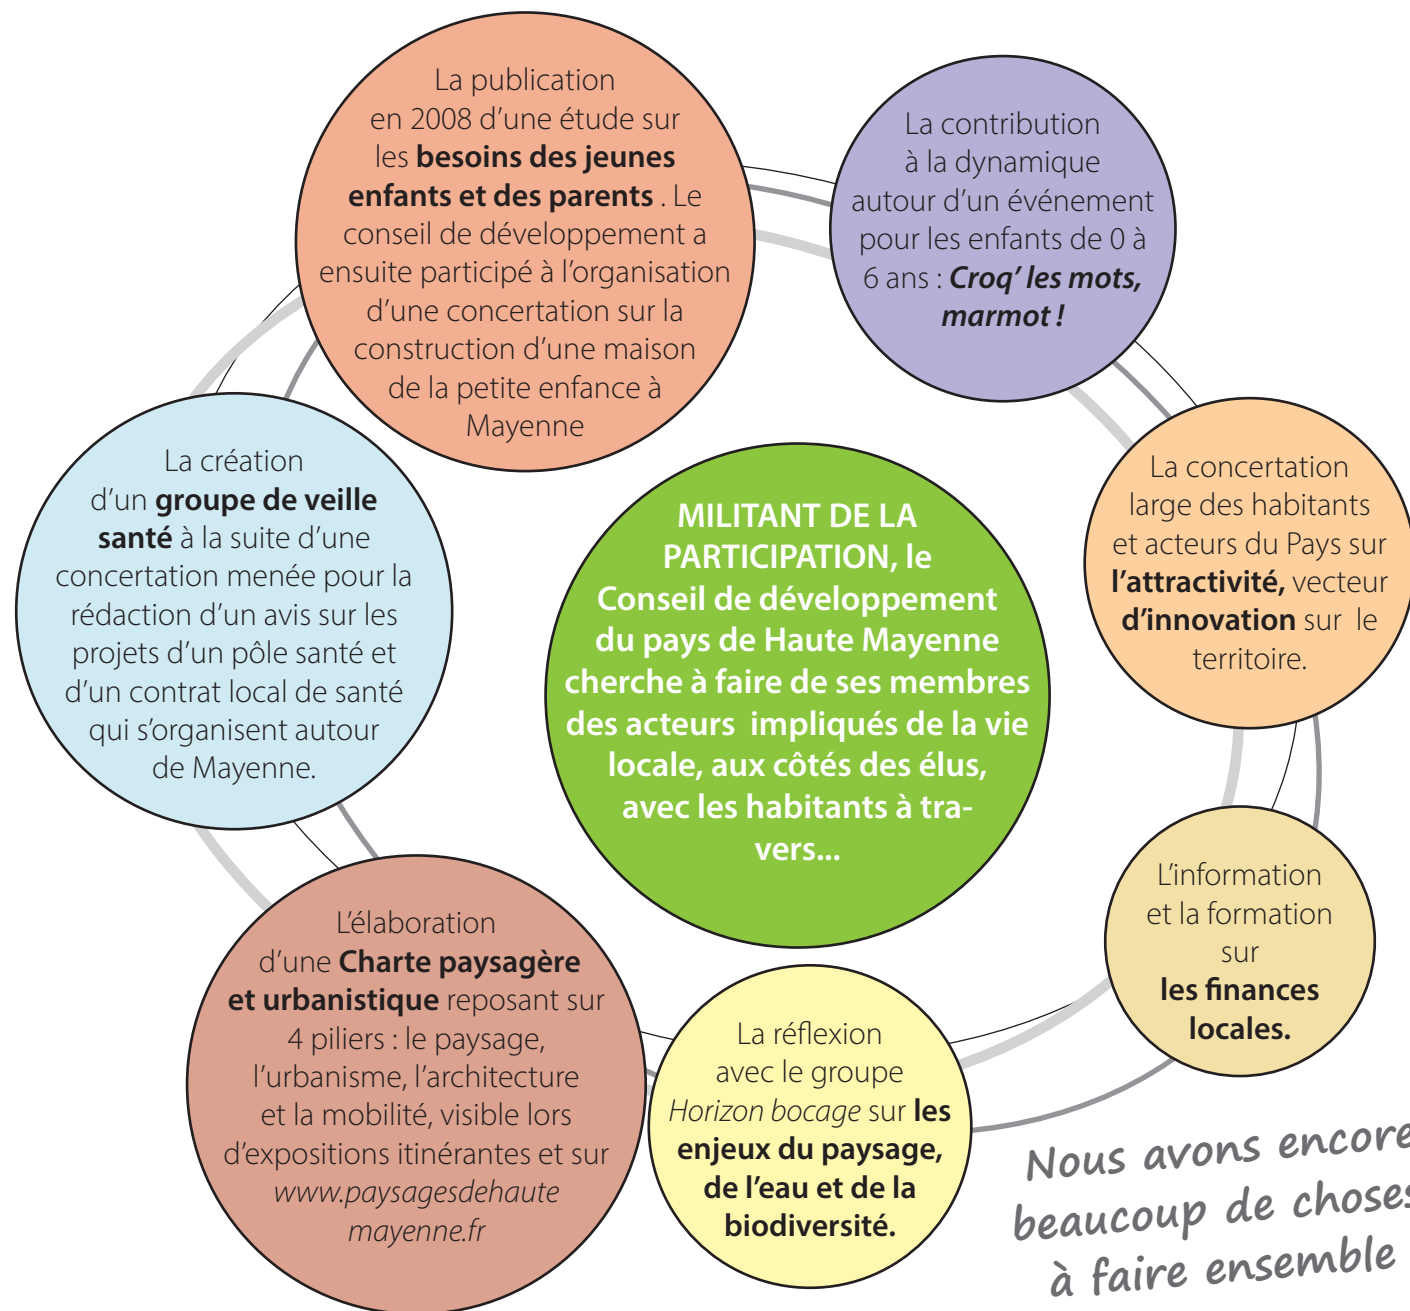 La publication
en 2008 d’une étude sur
les besoins des jeunes
enfants et des parents . Le
conseil de développement a
ensuite participé à l’organisation
d’une concertation sur la
construction d’une maison
de la petite enfance à
Mayenne
La contribution
à la dynamique
autour d’un événement
pour les enfants de 0 à
6 ans : Croq’ les mots,
marmot !
La concertation
large des habitants
et acteurs du Pays sur
l’attractivité, vecteur
d’innovation sur le
territoire.
La création
d’un groupe de veille
santé à la suite d’une
concertation menée pour la
rédaction d’un avis sur les
projets d’un pôle santé et
d’un contrat local de santé
qui s’organisent autour
de Mayenne.
MILITANT DE LA
PARTICIPATION, le
Conseil de développement
du pays de Haute Mayenne
cherche à faire de ses membres
des acteurs impliqués de la vie
locale, aux côtés des élus,
avec les habitants à tra-
vers...
L’information
et la formation
sur
les finances
locales.
L’élaboration
d’une Charte paysagère
et urbanistique reposant sur
4 piliers : le paysage,
l’urbanisme, l’architecture
et la mobilité, visible lors
d’expositions itinérantes et sur
www.paysagesdehaute
mayenne.fr
La réflexion
avec le groupe
Horizon bocage sur les
enjeux du paysage,
de l’eau et de la
biodiversité.
Nous avons encore
beaucoup de choses
à faire ensemble